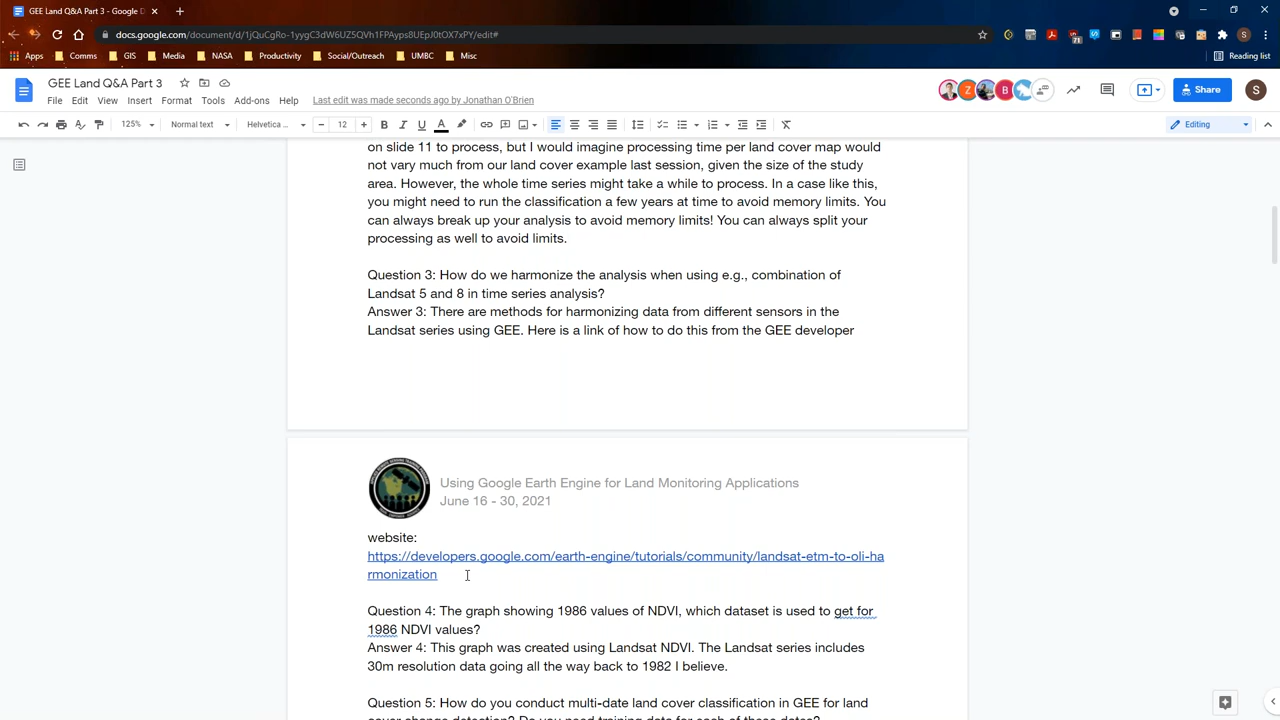 GEE Land Q&A Part 3 - Google D
docs.google.com/document/d/1jQuCgRo-1yygC3dW6UZ5QVh1FPAyps8UEpJ0tOX7xPY/edit#
Apps Comms GIS Media NASA Productivity Social/Outreach UMBC Misc Reading list
GEE Land Q&A Part 3
File Edit View Insert Format Tools Add-ons Help Last edit was made seconds ago by Jonathan O'Brien
Z B Share S
125% Normal text Helvetica ... 12 B I U A Editing
on slide 11 to process, but I would imagine processing time per land cover map would
not vary much from our land cover example last session, given the size of the study
area. However, the whole time series might take a while to process. In a case like this,
you might need to run the classification a few years at time to avoid memory limits. You
can always break up your analysis to avoid memory limits! You can always split your
processing as well to avoid limits.
Question 3: How do we harmonize the analysis when using e.g., combination of
Landsat 5 and 8 in time series analysis?
Answer 3: There are methods for harmonizing data from different sensors in the
Landsat series using GEE. Here is a link of how to do this from the GEE developer
Using Google Earth Engine for Land Monitoring Applications
June 16 - 30, 2021
website:
https://developers.google.com/earth-engine/tutorials/community/landsat-etm-to-oli-ha
rmonization
Question 4: The graph showing 1986 values of NDVI, which dataset is used to get for
1986 NDVI values?
Answer 4: This graph was created using Landsat NDVI. The Landsat series includes
30m resolution data going all the way back to 1982 I believe.
Question 5: How do you conduct multi-date land cover classification in GEE for land
cover change detection? Do you need training data for each of these dates?